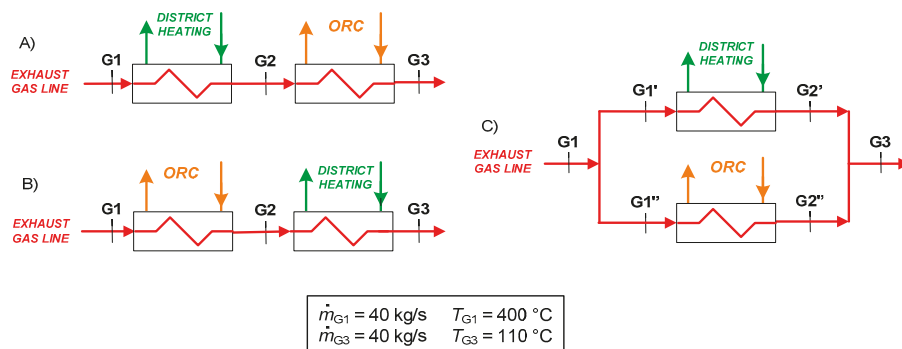 A)
DISTRICT
HEATING
ORC
G1
G2
G3
EXHAUST
GAS LINE
B)
ORC
DISTRICT
HEATING
G1
G2
G3
EXHAUST
GAS LINE
C)
DISTRICT
HEATING
G1'
G2’
G1
G3
EXHAUST
GAS LINE
ORC
G1”
G2”
ṁG1 = 40 kg/s TG1 = 400 °C
ṁG3 = 40 kg/s TG3 = 110 °C